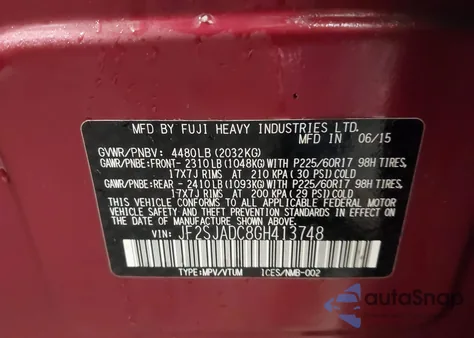 MFD BY FUJI HEAVY INDUSTRIES LTD.
MFD IN 06/15
GVWR/PNBV: 4480LB(2032KG)
GAWR/PNBE:FRONT- 2310LB(1048KG)WITH P225/60R17 98H TIRES,
17X7J RIMS, AT 210 KPA(30 PSI)COLD
GAWR/PNBE:REAR - 2410LB(1093KG)WITH P225/60R17 98H TIRES,
17X7J RIMS, AT 200 KPA(29 PSI)COLD
THIS VEHICLE CONFORMS TO ALL APPLICABLE FEDERAL MOTOR
VEHICLE SAFETY AND THEFT PREVENTION STANDARDS IN EFFECT ON
THE DATE OF MANUFACTURE SHOWN ABOVE.
VIN: JF2SJADC8GH413748
TYPE:MPV/VTUM ICES/NMB-002
autoSnap